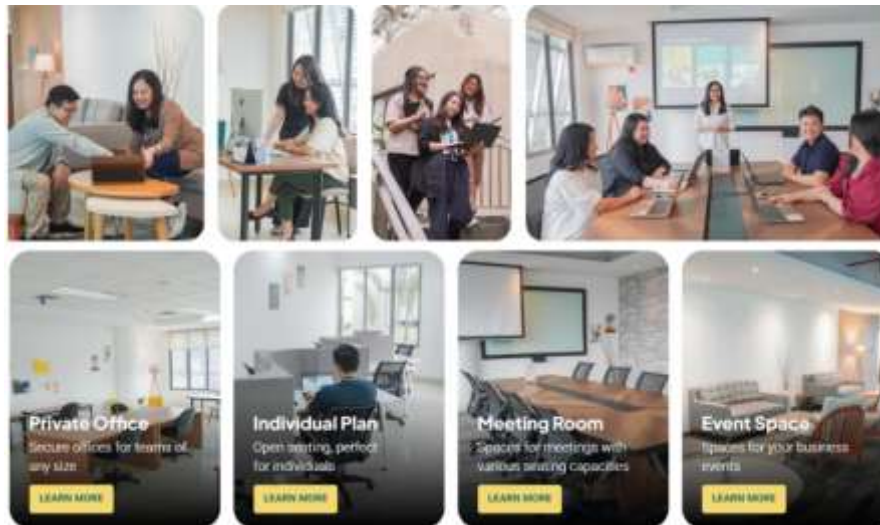 Private Office
Secure offices for teams of
any size
LEARN MORE
Individual Plan
Open seating, perfect
for individuals
LEARN MORE
Meeting Room
Spaces for meetings with
various seating capacities
LEARN MORE
Event Space
Spaces for your business
events
LEARN MORE